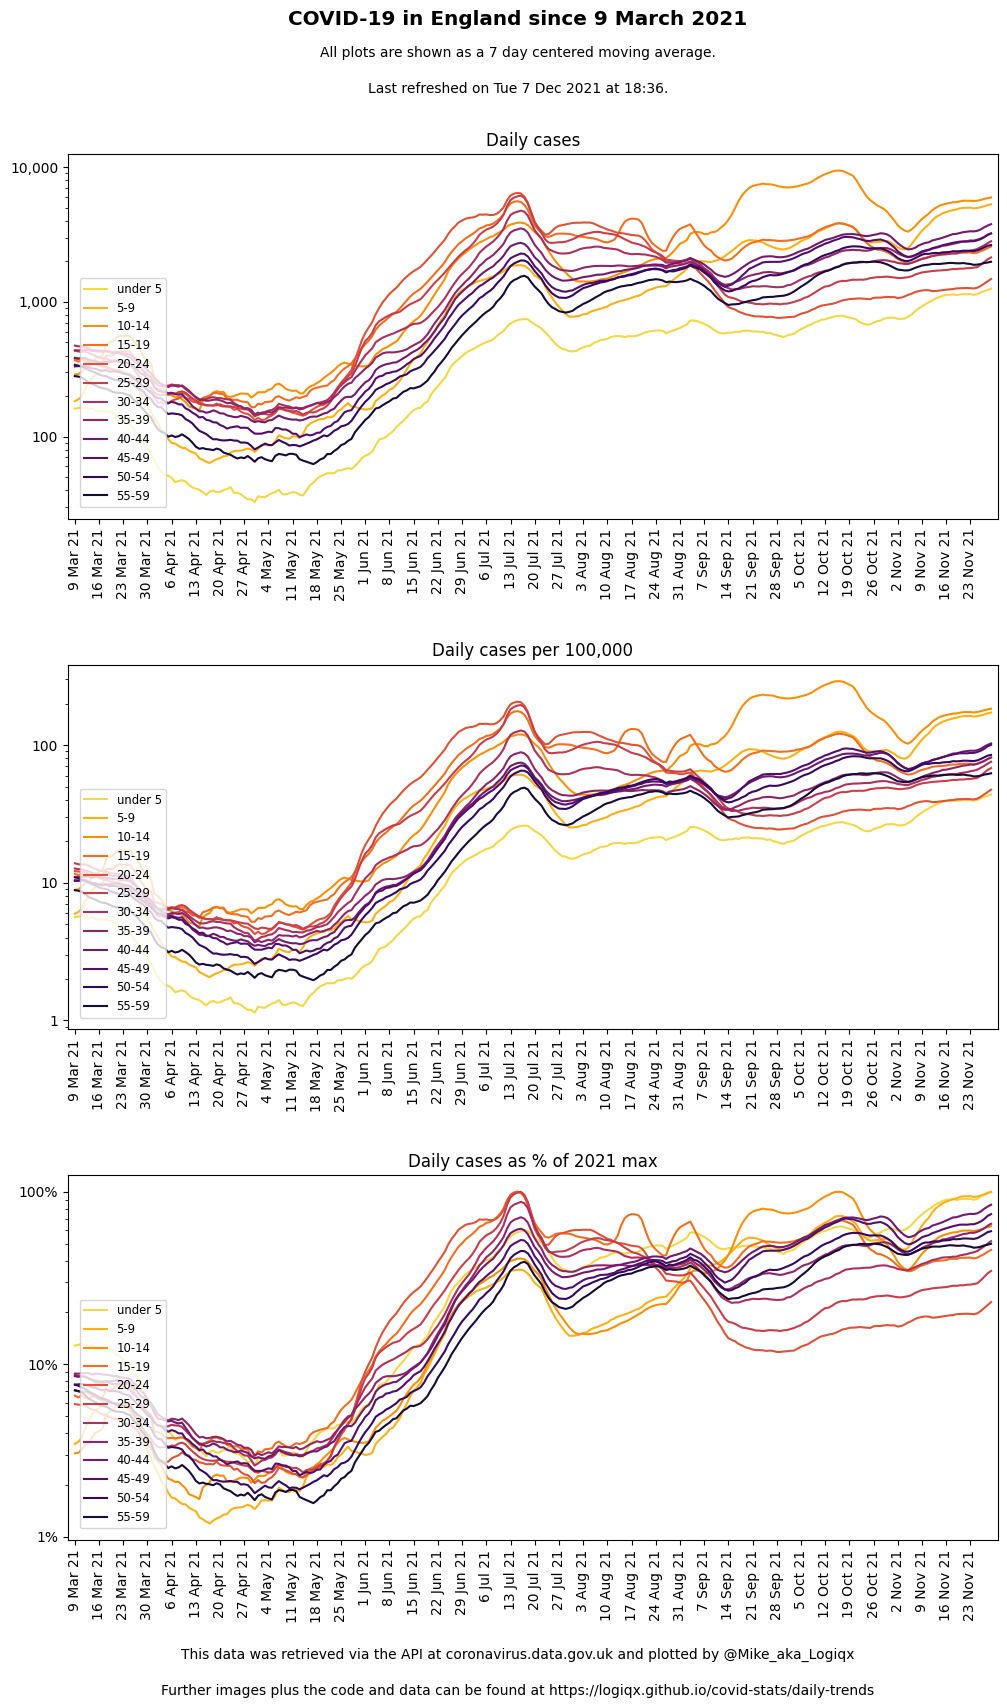 COVID-19 in England since 9 March 2021
All plots are shown as a 7 day centered moving average.
Last refreshed on Tue 7 Dec 2021 at 18:36.
Daily cases
10,000
1,000
100
under 5
5-9
10-14
15-19
20-24
25-29
30-34
35-39
40-44
45-49
50-54
55-59
9 Mar 21
16 Mar 21
23 Mar 21
30 Mar 21
6 Apr 21
13 Apr 21
20 Apr 21
27 Apr 21
4 May 21
11 May 21
18 May 21
25 May 21
1 Jun 21
8 Jun 21
15 Jun 21
22 Jun 21
29 Jun 21
6 Jul 21
13 Jul 21
20 Jul 21
27 Jul 21
3 Aug 21
10 Aug 21
17 Aug 21
24 Aug 21
31 Aug 21
7 Sep 21
14 Sep 21
21 Sep 21
28 Sep 21
5 Oct 21
12 Oct 21
19 Oct 21
26 Oct 21
2 Nov 21
9 Nov 21
16 Nov 21
23 Nov 21
Daily cases per 100,000
100
10
1
under 5
5-9
10-14
15-19
20-24
25-29
30-34
35-39
40-44
45-49
50-54
55-59
9 Mar 21
16 Mar 21
23 Mar 21
30 Mar 21
6 Apr 21
13 Apr 21
20 Apr 21
27 Apr 21
4 May 21
11 May 21
18 May 21
25 May 21
1 Jun 21
8 Jun 21
15 Jun 21
22 Jun 21
29 Jun 21
6 Jul 21
13 Jul 21
20 Jul 21
27 Jul 21
3 Aug 21
10 Aug 21
17 Aug 21
24 Aug 21
31 Aug 21
7 Sep 21
14 Sep 21
21 Sep 21
28 Sep 21
5 Oct 21
12 Oct 21
19 Oct 21
26 Oct 21
2 Nov 21
9 Nov 21
16 Nov 21
23 Nov 21
Daily cases as % of 2021 max
100%
10%
1%
under 5
5-9
10-14
15-19
20-24
25-29
30-34
35-39
40-44
45-49
50-54
55-59
9 Mar 21
16 Mar 21
23 Mar 21
30 Mar 21
6 Apr 21
13 Apr 21
20 Apr 21
27 Apr 21
4 May 21
11 May 21
18 May 21
25 May 21
1 Jun 21
8 Jun 21
15 Jun 21
22 Jun 21
29 Jun 21
6 Jul 21
13 Jul 21
20 Jul 21
27 Jul 21
3 Aug 21
10 Aug 21
17 Aug 21
24 Aug 21
31 Aug 21
7 Sep 21
14 Sep 21
21 Sep 21
28 Sep 21
5 Oct 21
12 Oct 21
19 Oct 21
26 Oct 21
2 Nov 21
9 Nov 21
16 Nov 21
23 Nov 21
This data was retrieved via the API at coronavirus.data.gov.uk and plotted by @Mike_aka_Logiqx
Further images plus the code and data can be found at https://logiqx.github.io/covid-stats/daily-trends